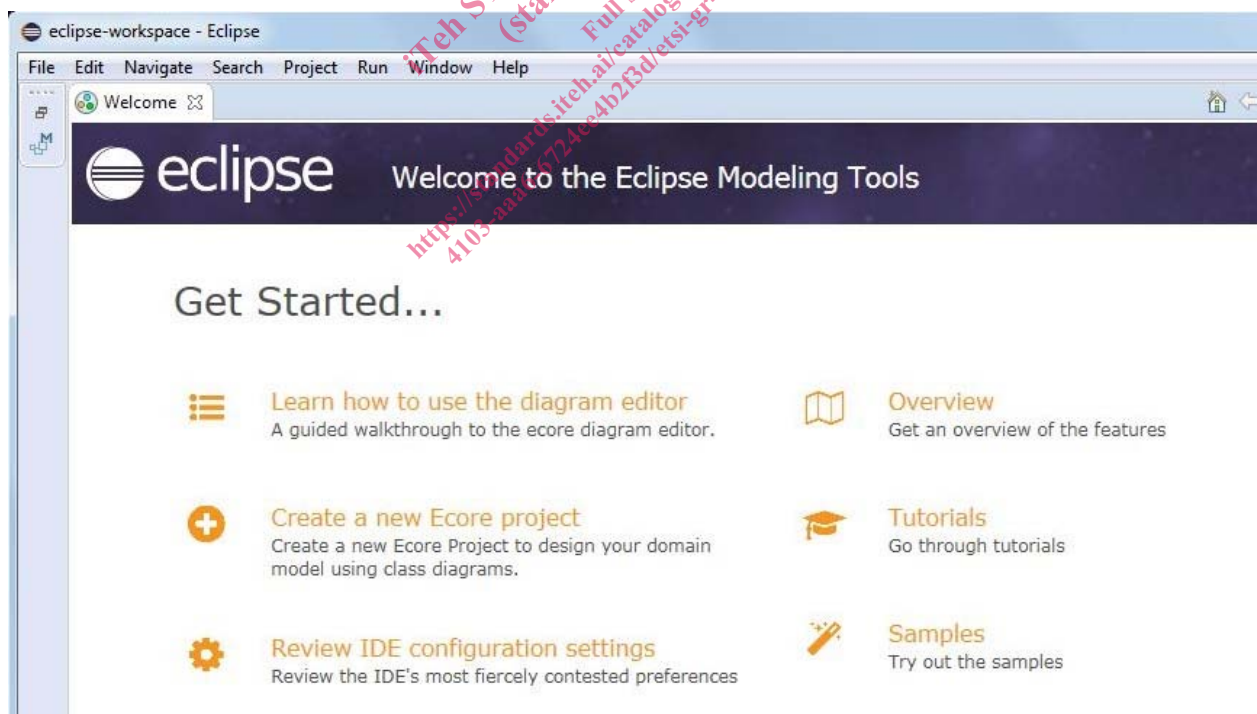 eclipse-workspace - Eclipse
File Edit Navigate Search Project Run Window Help
Welcome
M
eclipse Welcome to the Eclipse Modeling Tools
Get Started...
Learn how to use the diagram editor
A guided walkthrough to the ecore diagram editor.
Overview
Get an overview of the features
Create a new Ecore project
Create a new Ecore Project to design your domain
model using class diagrams.
Tutorials
Go through tutorials
Review IDE configuration settings
Review the IDE's most fiercely contested preferences
Samples
Try out the samples